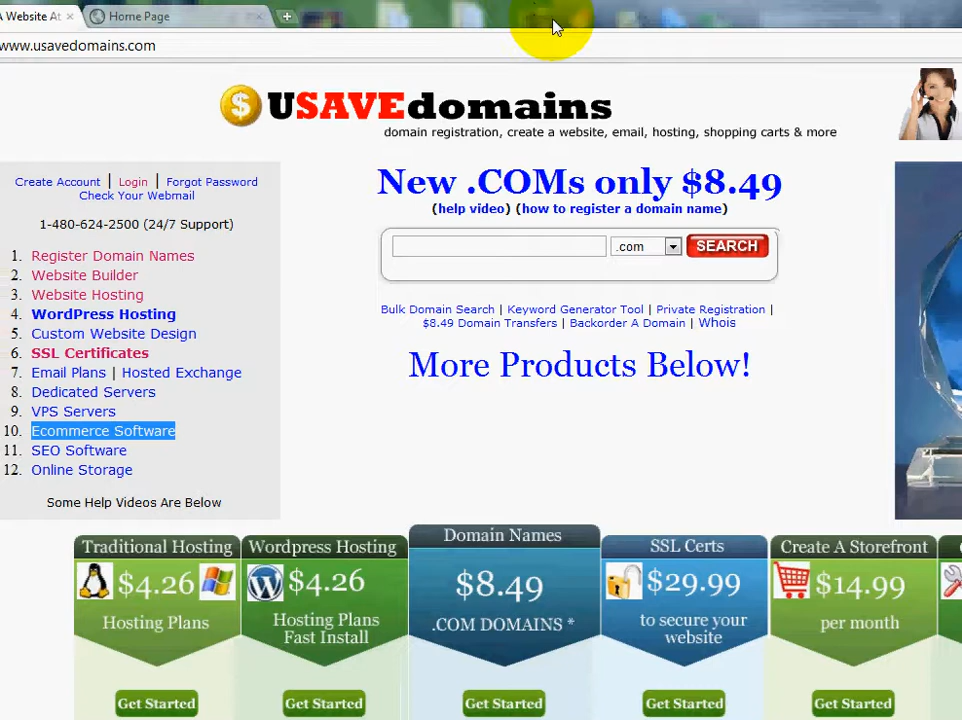 A Website At
Home Page
www.usavedomains.com
USAVEdomains
domain registration, create a website, email, hosting, shopping carts & more
Create Account | Login | Forgot Password
Check Your Webmail
1-480-624-2500 (24/7 Support)
1. Register Domain Names
2. Website Builder
3. Website Hosting
4. WordPress Hosting
5. Custom Website Design
6. SSL Certificates
7. Email Plans | Hosted Exchange
8. Dedicated Servers
9. VPS Servers
10. Ecommerce Software
11. SEO Software
12. Online Storage
Some Help Videos Are Below
New .COMs only $8.49
(help video) (how to register a domain name)
.com SEARCH
Bulk Domain Search | Keyword Generator Tool | Private Registration |
$8.49 Domain Transfers | Backorder A Domain | Whois
More Products Below!
Traditional Hosting
$4.26
Hosting Plans
Get Started
Wordpress Hosting
$4.26
Hosting Plans
Fast Install
Get Started
Domain Names
$8.49
.COM DOMAINS *
Get Started
SSL Certs
$29.99
to secure your
website
Get Started
Create A Storefront
$14.99
per month
Get Started